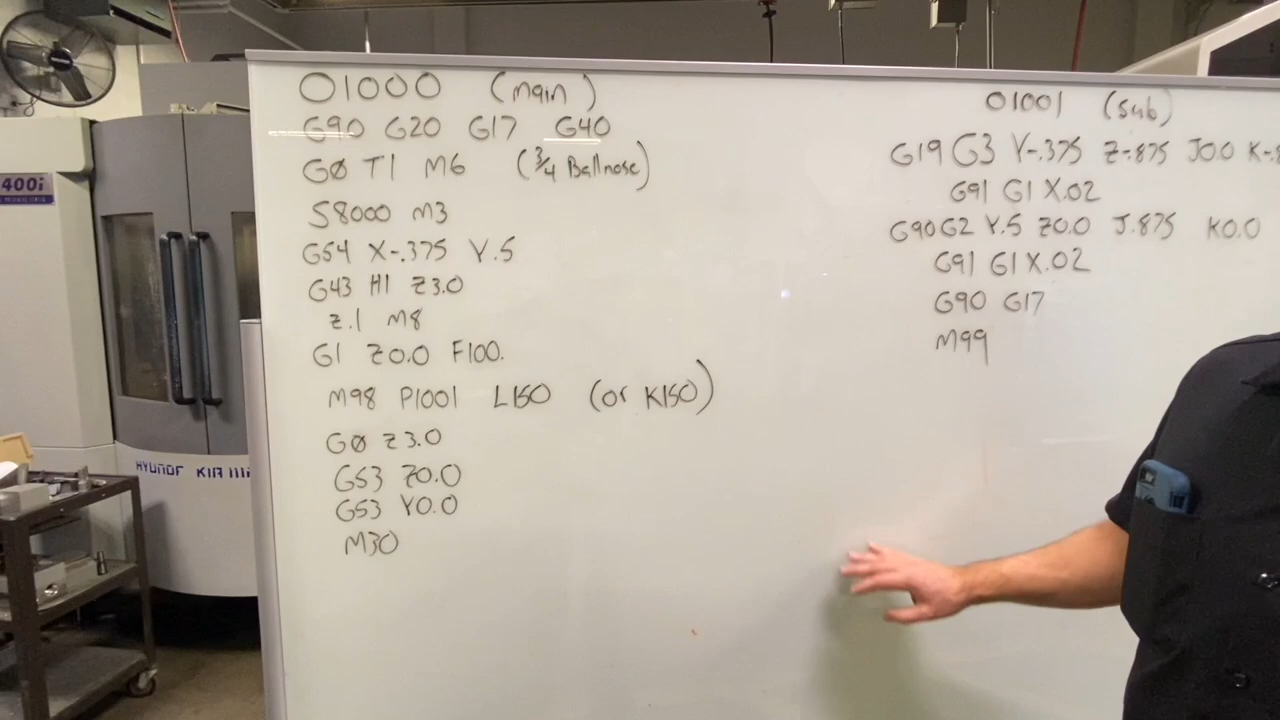 O1000 (main)
G90 G20 G17 G40
GØ T1 M6 (3/4 Ballnose)
S8000 M3
G54 X-.375 Y.5
G43 H1 Z3.0
Z.1 M8
G1 Z0.0 F100.
M98 P1001 L150 (or K150)
GØ Z3.0
G53 Z0.0
G53 Y0.0
M30
O1001 (sub)
G19 G3 Y-.375 Z-.875 J0.0 K-.8
G91 G1 X.02
G90 G2 Y.5 Z0.0 J.875 K0.0
G91 G1 X.02
G90 G17
M99
400i
HYUNDAI KIA